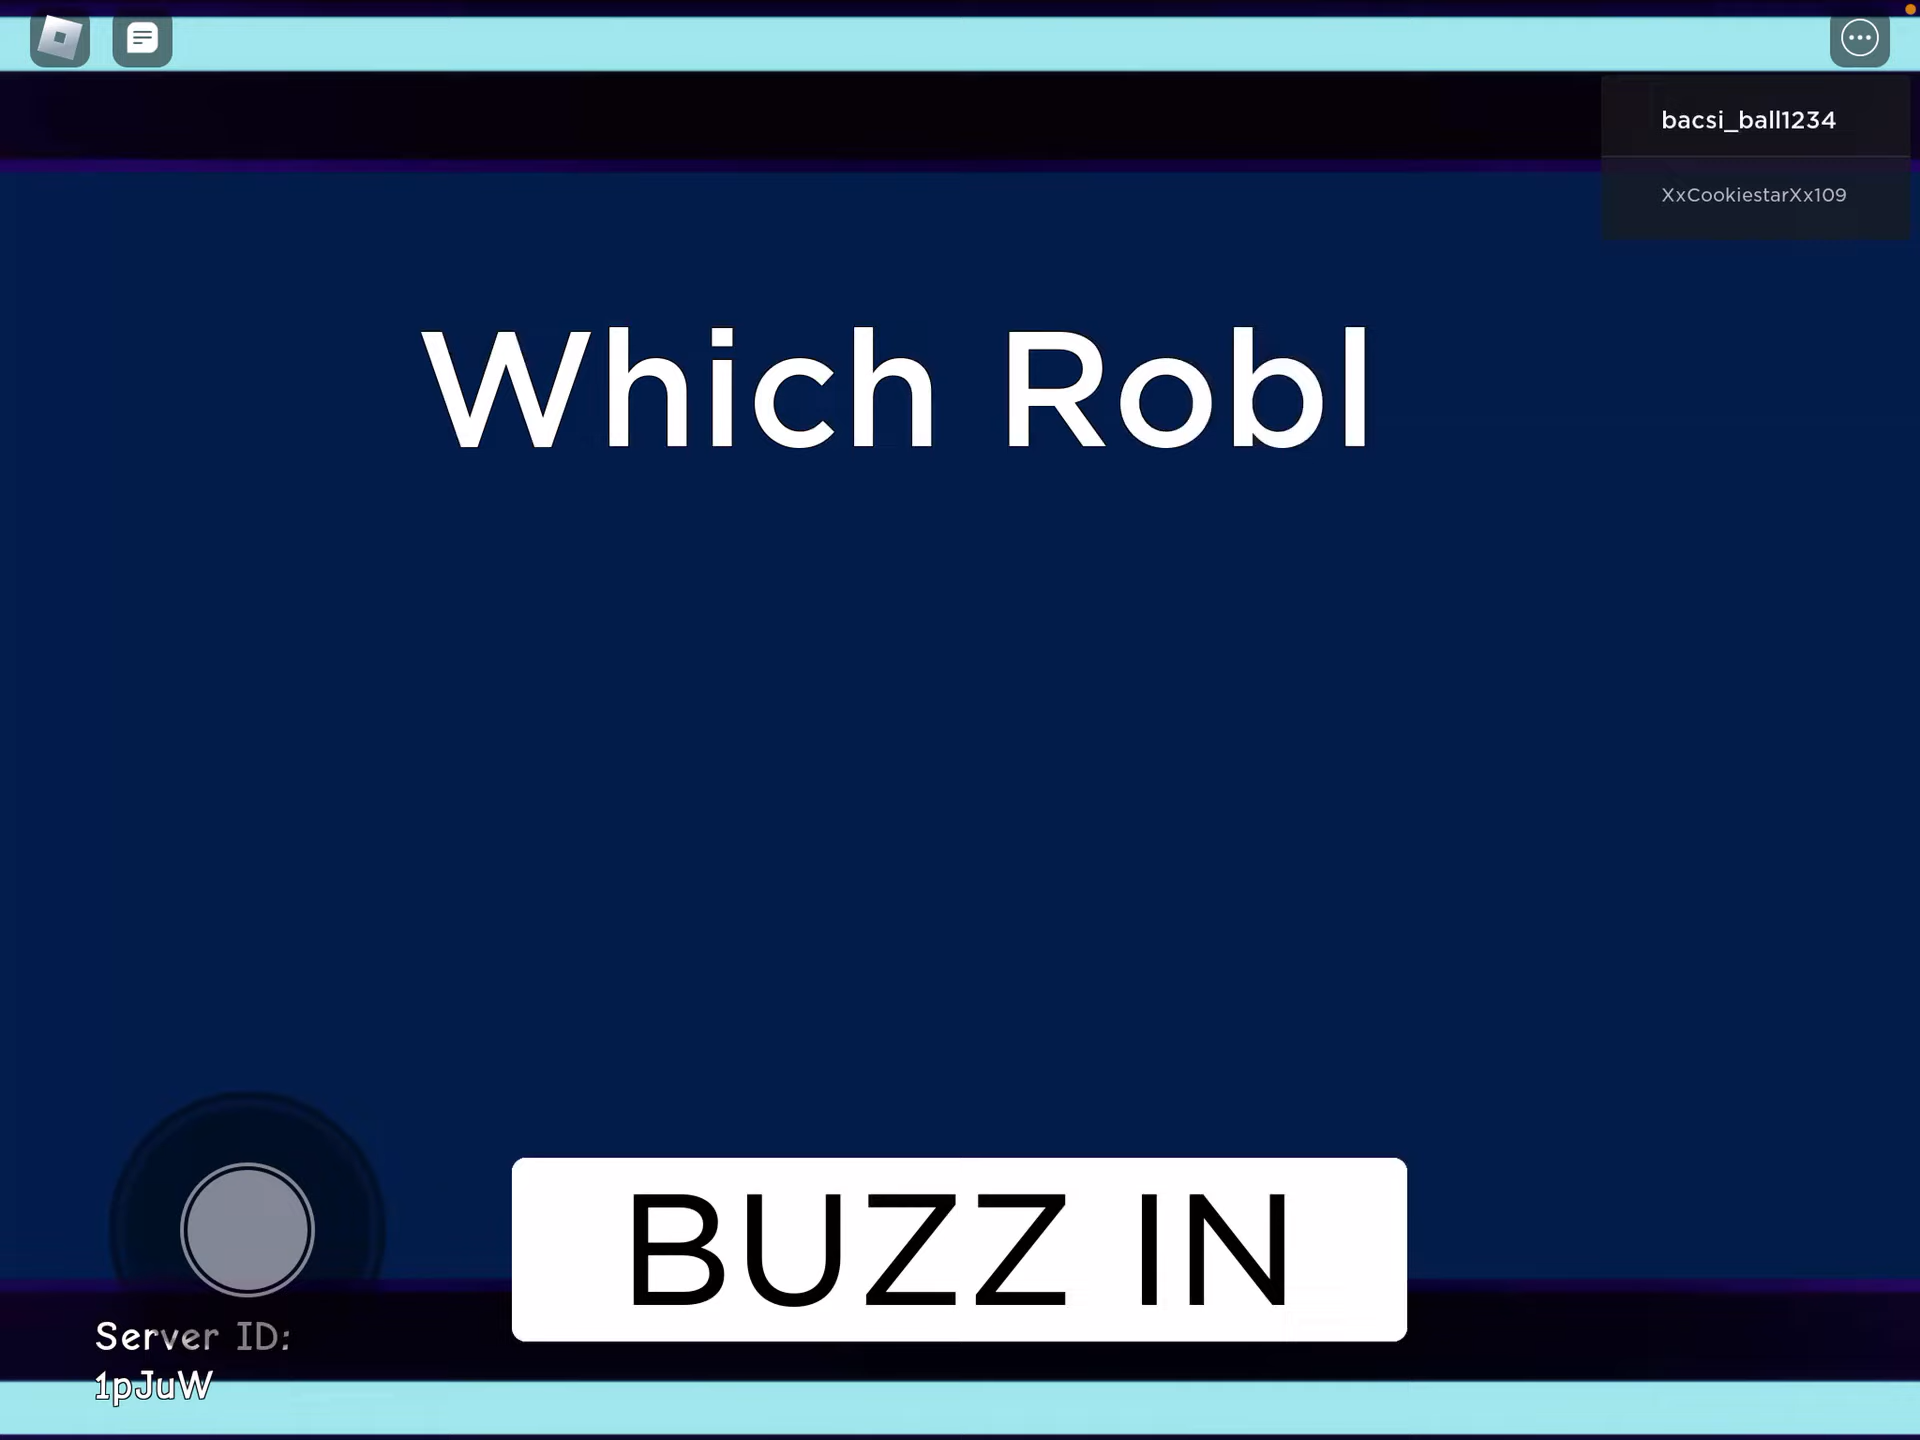 bacsi_ball1234
XxCookiestarXx109
Which Robl
BUZZ IN
Server ID:
1pJuW